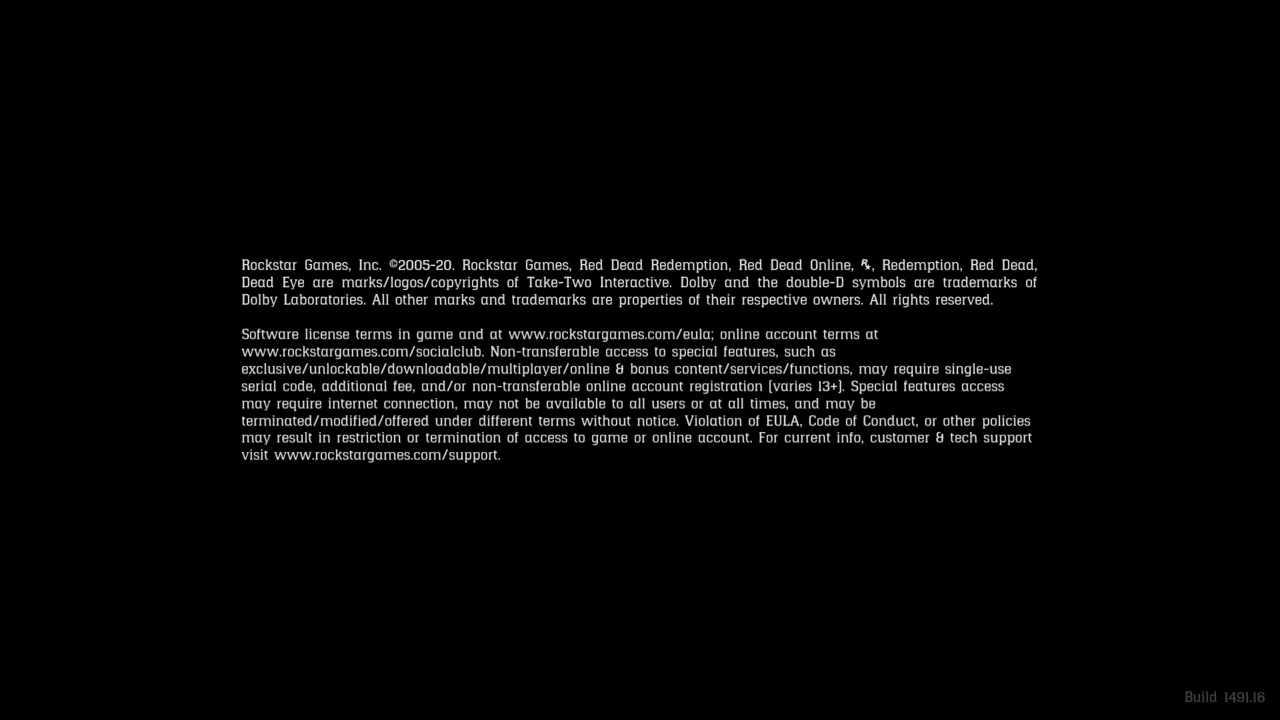 Rockstar Games, Inc. ©2005-20. Rockstar Games, Red Dead Redemption, Red Dead Online, R*, Redemption, Red Dead,
Dead Eye are marks/logos/copyrights of Take-Two Interactive. Dolby and the double-D symbols are trademarks of
Dolby Laboratories. All other marks and trademarks are properties of their respective owners. All rights reserved.
Software license terms in game and at www.rockstargames.com/eula; online account terms at
www.rockstargames.com/socialclub. Non-transferable access to special features, such as
exclusive/unlockable/downloadable/multiplayer/online & bonus content/services/functions, may require single-use
serial code, additional fee, and/or non-transferable online account registration (varies 13+). Special features access
may require internet connection, may not be available to all users or at all times, and may be
terminated/modified/offered under different terms without notice. Violation of EULA, Code of Conduct, or other policies
may result in restriction or termination of access to game or online account. For current info, customer & tech support
visit www.rockstargames.com/support.
Build 1491.16